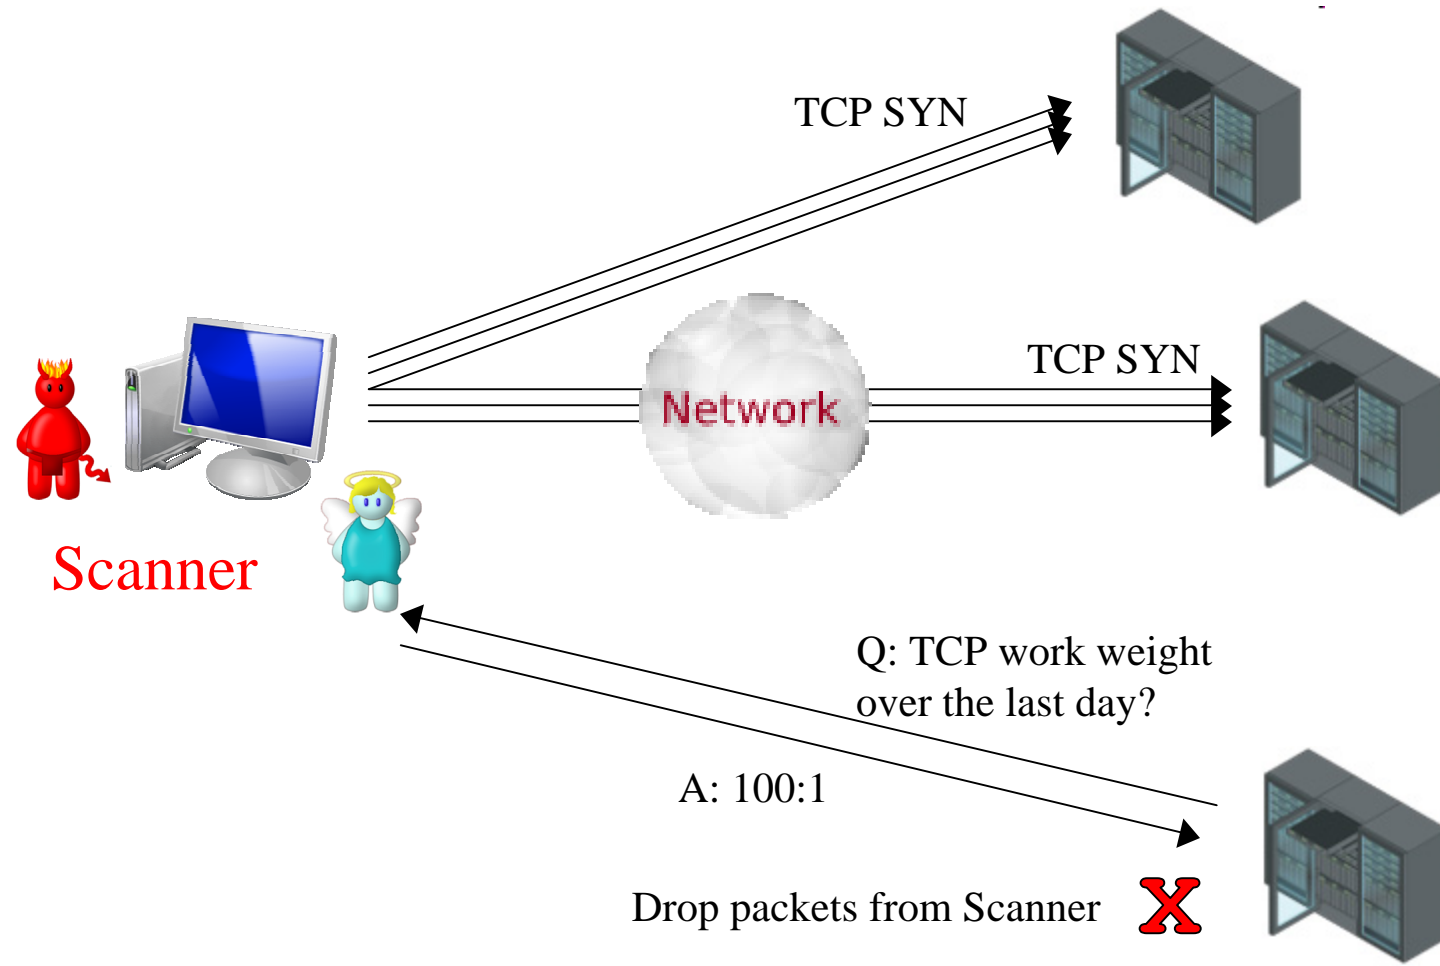 TCP SYN
TCP SYN
Network
Scanner
Q: TCP work weight
over the last day?
A: 100:1
Drop packets from Scanner
X